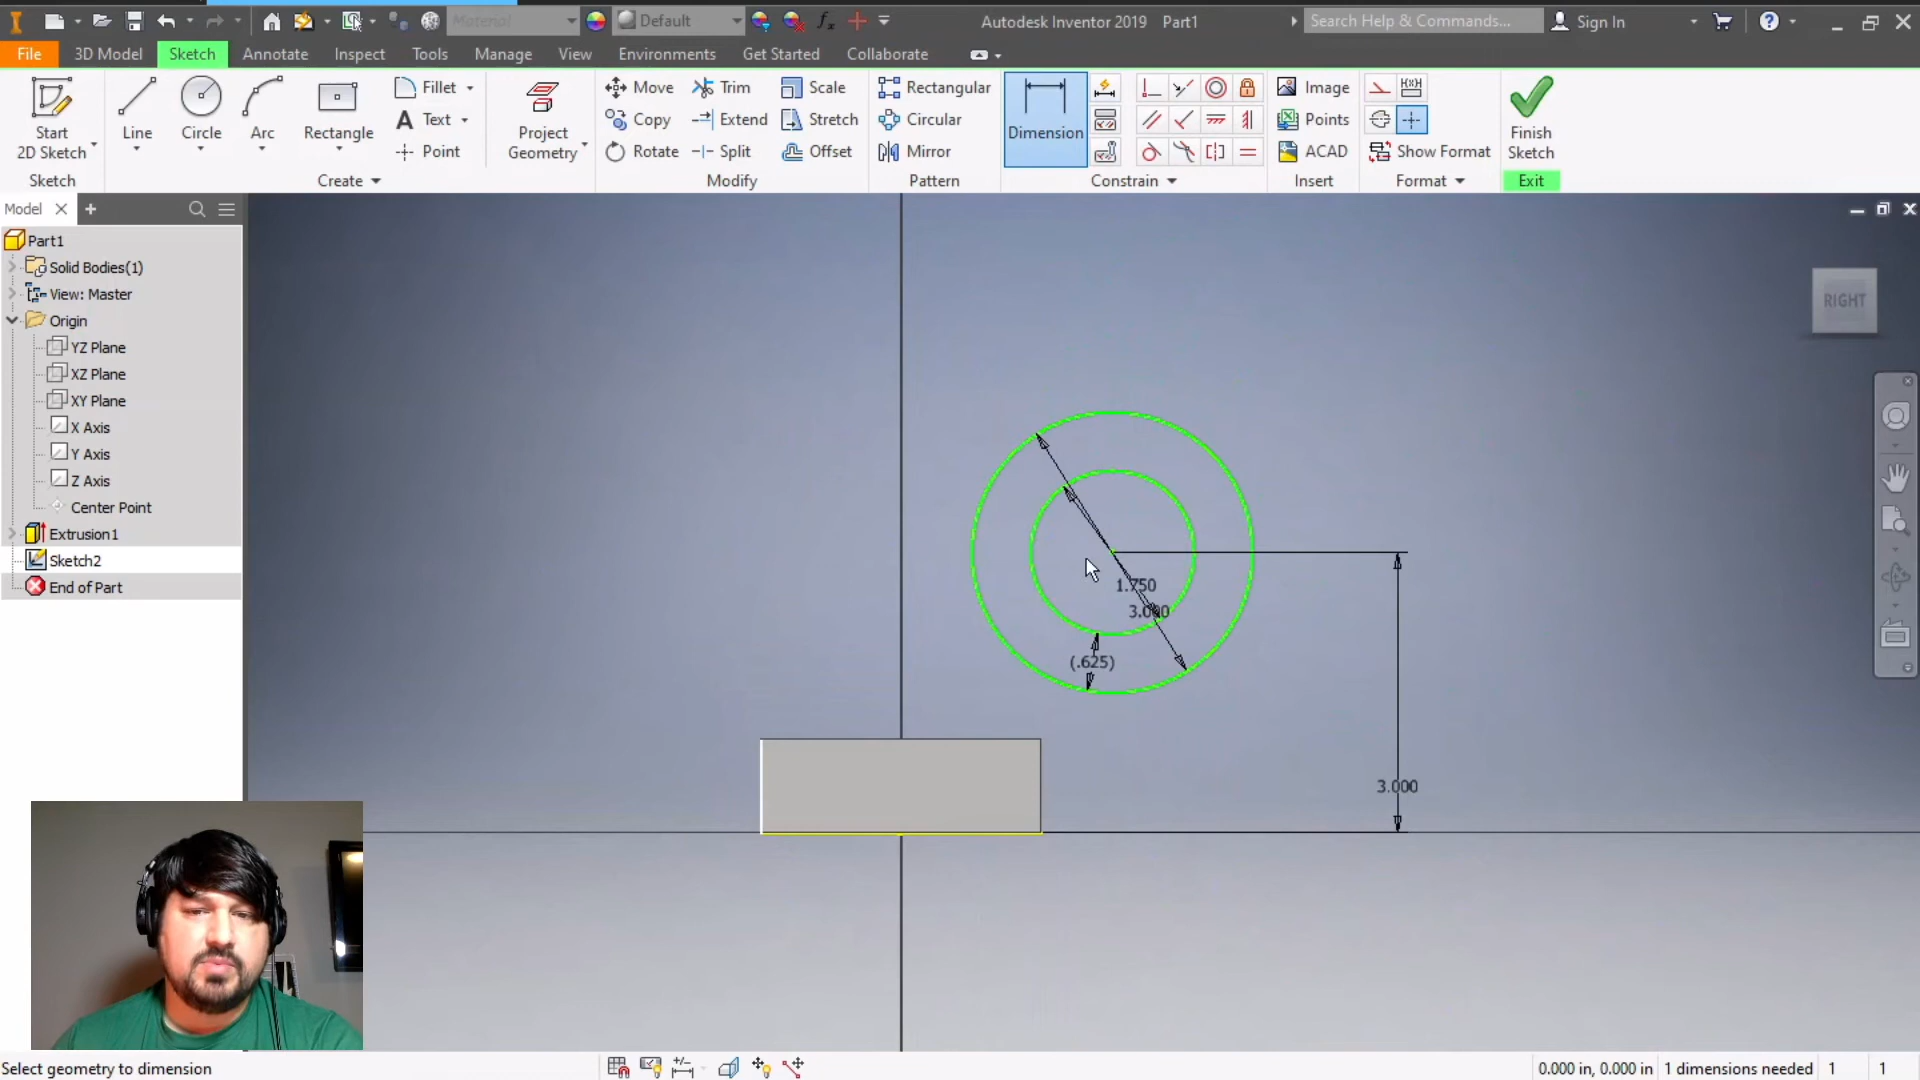 Material
Default
Autodesk Inventor 2019 Part1
Search Help & Commands...
Sign In
File 3D Model Sketch Annotate Inspect Tools Manage View Environments Get Started Collaborate
Start
2D Sketch
Line
Circle
Arc
Rectangle
Fillet
Text
Point
Project
Geometry
Move
Copy
Rotate
Trim
Extend
Split
Scale
Stretch
Offset
Rectangular
Circular
Mirror
Dimension
Image
Points
ACAD
Show Format
Finish
Sketch
Sketch Create Modify Pattern Constrain Insert Format Exit
Model
Part1
Solid Bodies(1)
View: Master
Origin
YZ Plane
XZ Plane
XY Plane
X Axis
Y Axis
Z Axis
Center Point
Extrusion1
Sketch2
End of Part
RIGHT
1.750
3.000
(.625)
3.000
Select geometry to dimension
0.000 in, 0.000 in 1 dimensions needed 1 1